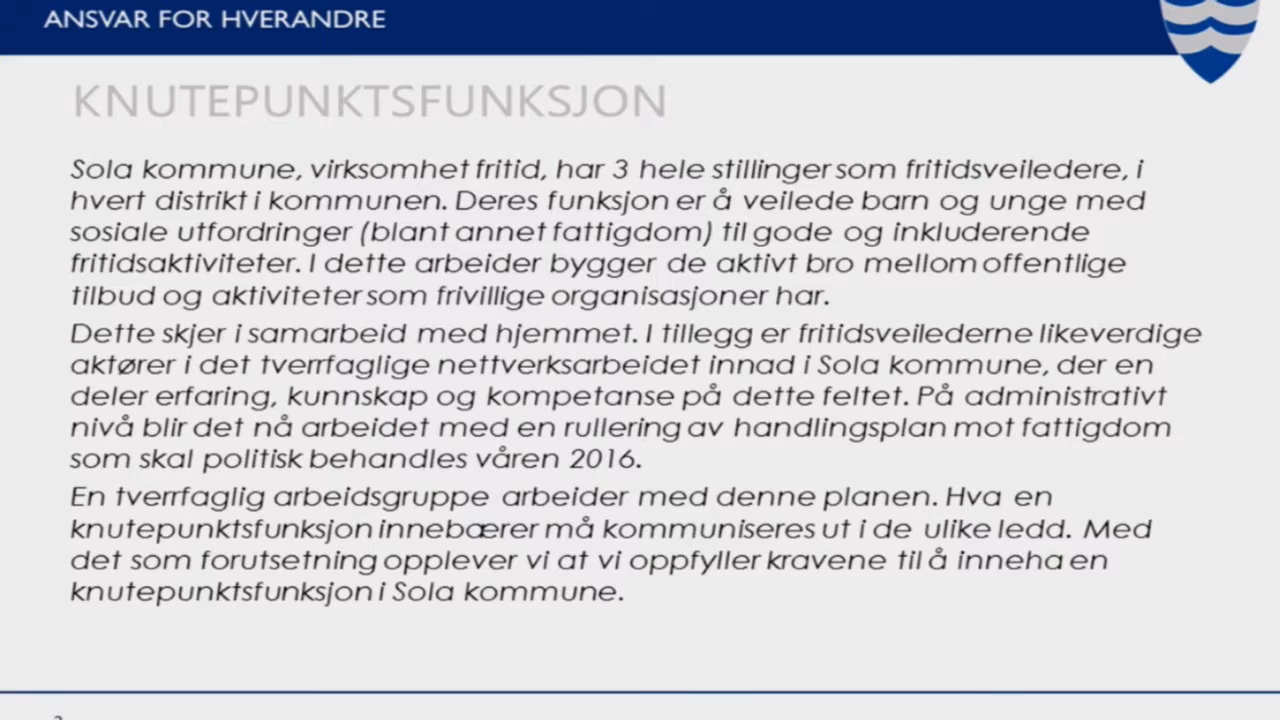 ANSVAR FOR HVERANDRE
KNUTEPUNKTSFUNKSJON
Sola kommune, virksomhet fritid, har 3 hele stillinger som fritidsveiledere, i
hvert distrikt i kommunen. Deres funksjon er å veilede barn og unge med
sosiale utfordringer (blant annet fattigdom) til gode og inkluderende
fritidsaktiviteter. I dette arbeider bygger de aktivt bro mellom offentlige
tilbud og aktiviteter som frivillige organisasjoner har.
Dette skjer i samarbeid med hjemmet. I tillegg er fritidsveilederne likeverdige
aktører i det tverrfaglige nettverksarbeidet innad i Sola kommune, der en
deler erfaring, kunnskap og kompetanse på dette feltet. På administrativt
nivå blir det nå arbeidet med en rullering av handlingsplan mot fattigdom
som skal politisk behandles våren 2016.
En tverrfaglig arbeidsgruppe arbeider med denne planen. Hva en
knutepunktsfunksjon innebærer må kommuniseres ut i de ulike ledd. Med
det som forutsetning opplever vi at vi oppfyller kravene til å inneha en
knutepunktsfunksjon i Sola kommune.